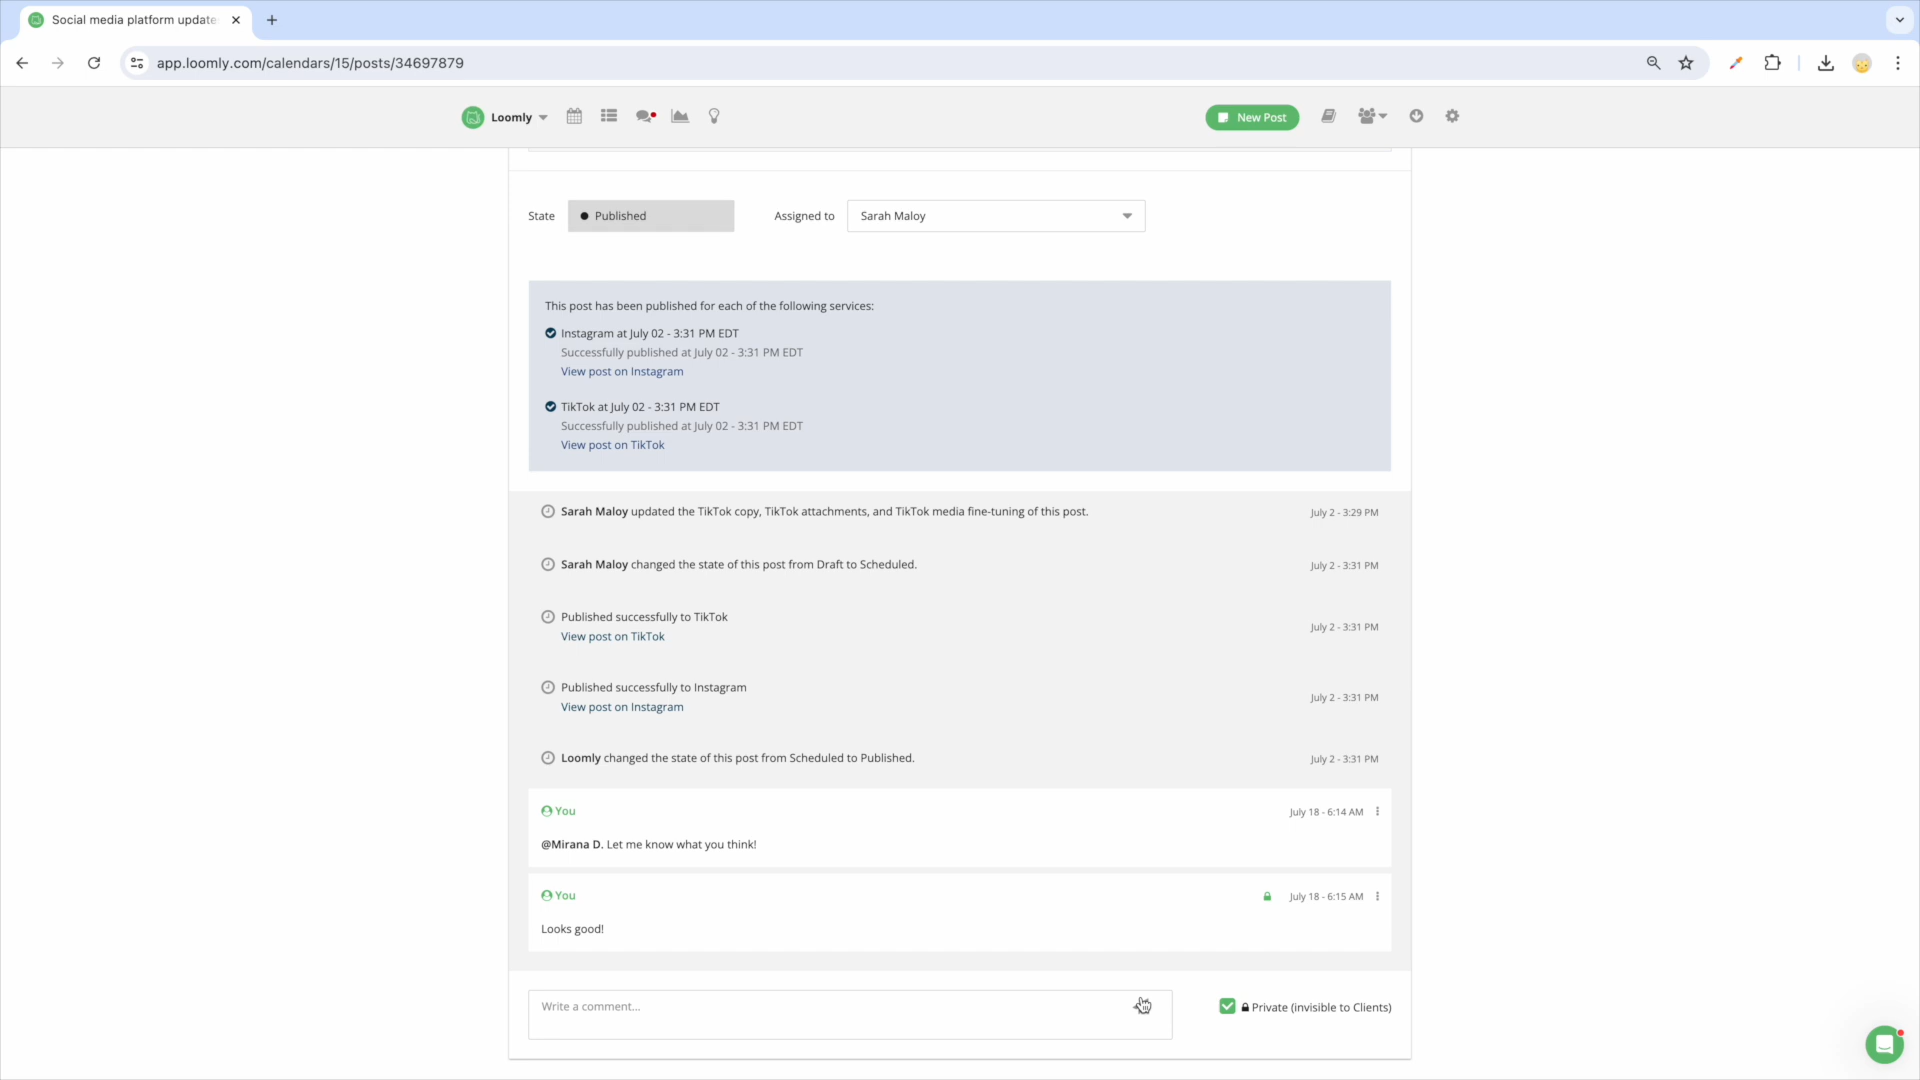 Social media platform update
app.loomly.com/calendars/15/posts/34697879
Loomly
New Post
State
Published
Assigned to
Sarah Maloy
This post has been published for each of the following services:
Instagram at July 02 - 3:31 PM EDT
Successfully published at July 02 - 3:31 PM EDT
View post on Instagram
TikTok at July 02 - 3:31 PM EDT
Successfully published at July 02 - 3:31 PM EDT
View post on TikTok
Sarah Maloy updated the TikTok copy, TikTok attachments, and TikTok media fine-tuning of this post.
July 2 - 3:29 PM
Sarah Maloy changed the state of this post from Draft to Scheduled.
July 2 - 3:31 PM
Published successfully to TikTok
View post on TikTok
July 2 - 3:31 PM
Published successfully to Instagram
View post on Instagram
July 2 - 3:31 PM
Loomly changed the state of this post from Scheduled to Published.
July 2 - 3:31 PM
You
July 18 - 6:14 AM
@Mirana D. Let me know what you think!
You
July 18 - 6:15 AM
Looks good!
Write a comment...
Private (invisible to Clients)